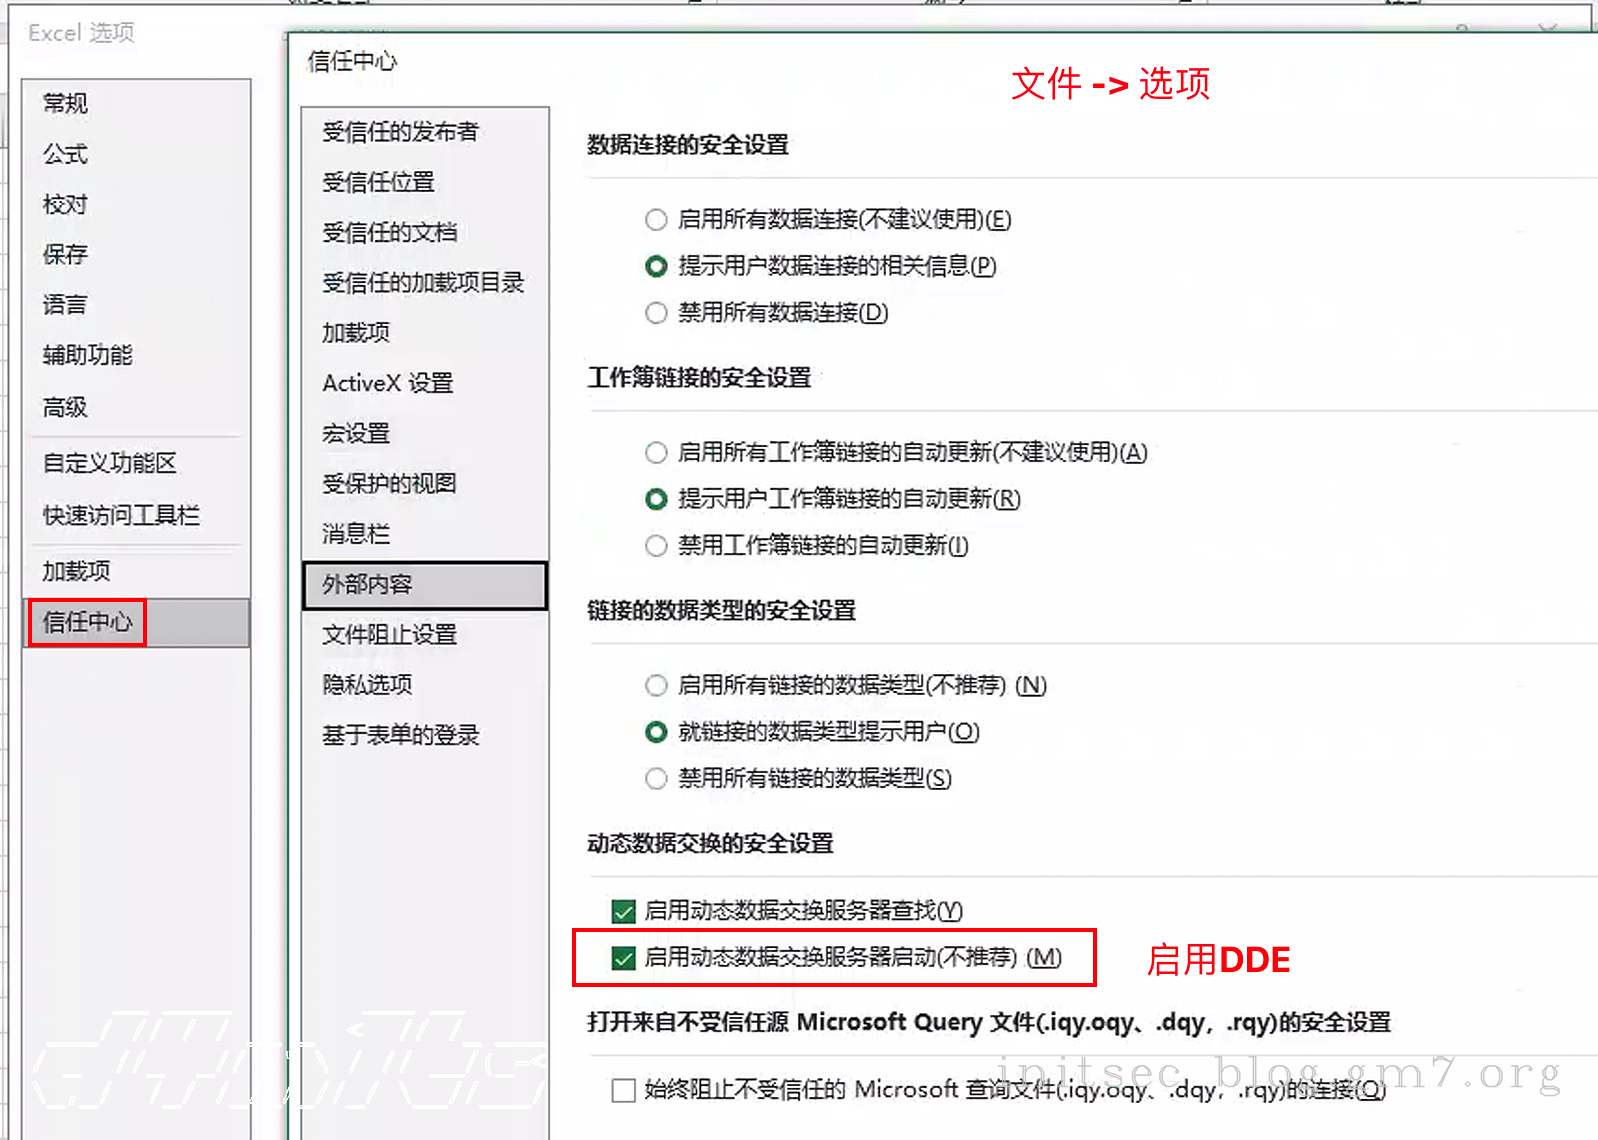 Excel 选项
常规
公式
校对
保存
语言
辅助功能
高级
自定义功能区
快速访问工具栏
加载项
信任中心
信任中心
文件 -> 选项
受信任的发布者
受信任位置
受信任的文档
受信任的加载项目录
加载项
ActiveX 设置
宏设置
受保护的视图
消息栏
外部内容
文件阻止设置
隐私选项
基于表单的登录
数据连接的安全设置
启用所有数据连接(不建议使用)(E)
提示用户数据连接的相关信息(P)
禁用所有数据连接(D)
工作簿链接的安全设置
启用所有工作簿链接的自动更新(不建议使用)(A)
提示用户工作簿链接的自动更新(R)
禁用工作簿链接的自动更新(I)
链接的数据类型的安全设置
启用所有链接的数据类型(不推荐) (N)
就链接的数据类型提示用户(O)
禁用所有链接的数据类型(S)
动态数据交换的安全设置
启用动态数据交换服务器查找(Y)
启用动态数据交换服务器启动(不推荐) (M)
启用DDE
打开来自不受信任源 Microsoft Query 文件(.iqy.oqy、.dqy，.rqy)的安全设置
始终阻止不受信任的 Microsoft 查询文件(.iqy.oqy、.dqy，.rqy)的连接(Q)
initsec_blog.gm7.org